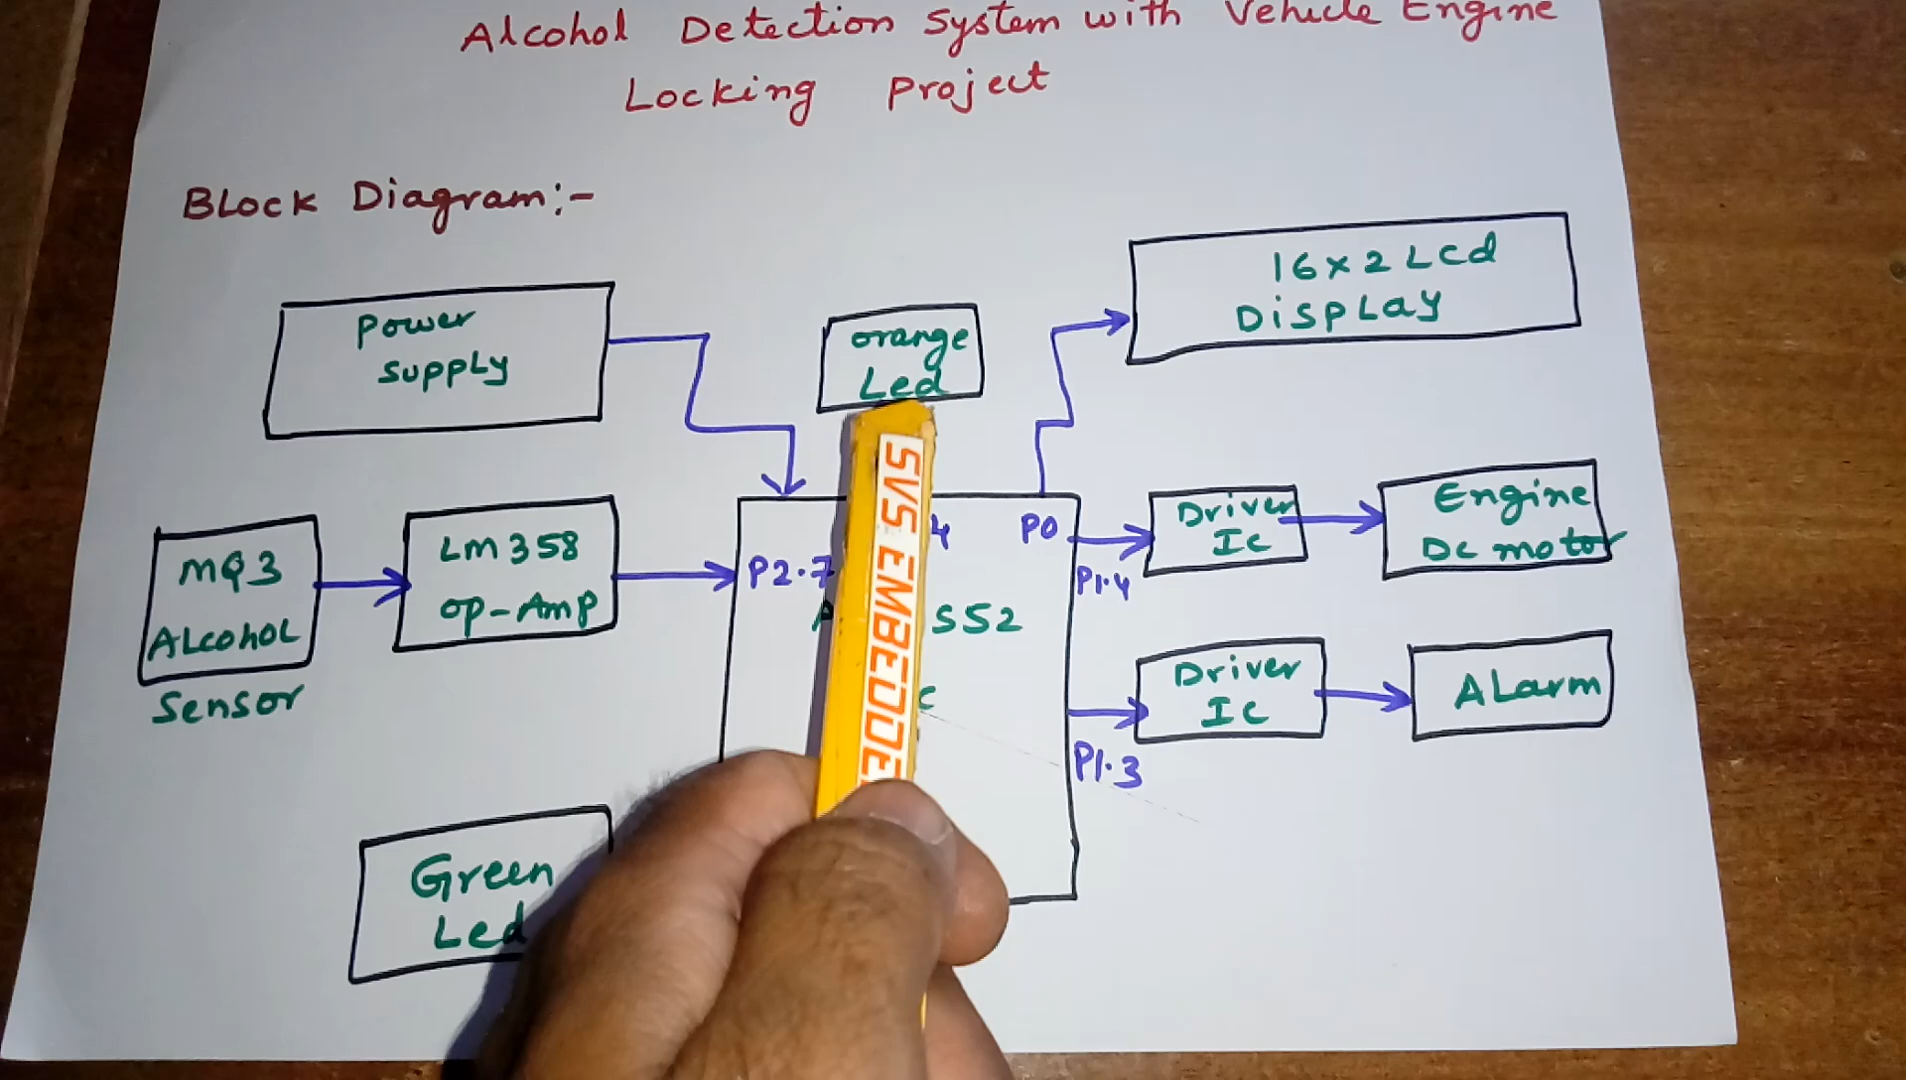 Alcohol Detection System with Vehicle Engine
Locking Project
Block Diagram:-
Power
Supply
orange
Led
16x2 Lcd
Display
MQ3
Alcohol
Sensor
Lm358
op-Amp
P2.7
4
P0
S52
c
P1.4
Driver
Ic
Engine
Dc motor
P1.3
Driver
Ic
ALarm
Green
Led
SVS EMBEDDE